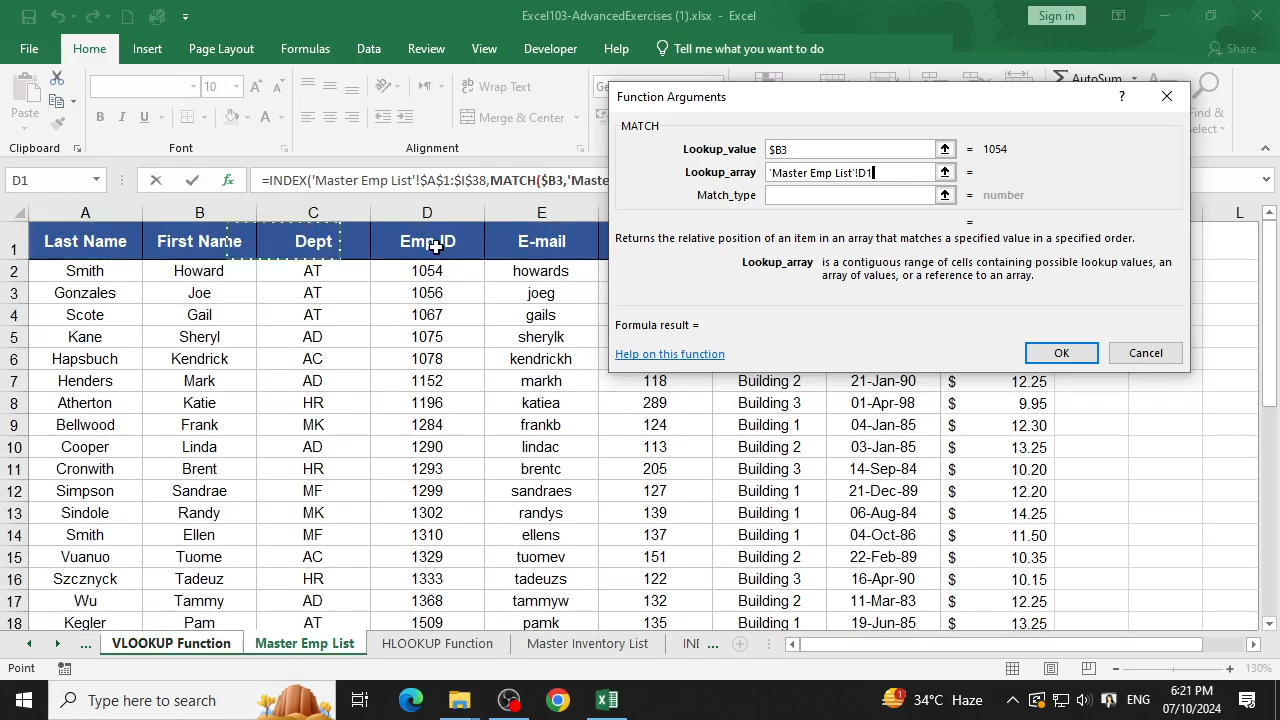 Excel103-AdvancedExercises (1).xlsx - Excel
Sign in
File Home Insert Page Layout Formulas Data Review View Developer Help Tell me what you want to do Share
Paste
10
Wrap Text
Merge & Center
AutoSum
Find &
Select
Clipboard Font Alignment
D1
=INDEX('Master Emp List'!$A$1:$I$38,MATCH($B3,'Maste
Function Arguments
?
MATCH
Lookup_value $B3 = 1054
Lookup_array 'Master Emp List'!D1 =
Match_type = number
=
Returns the relative position of an item in an array that matches a specified value in a specified order.
Lookup_array is a contiguous range of cells containing possible lookup values, an
array of values, or a reference to an array.
Formula result =
Help on this function
OK Cancel
A B C D E L
1 Last Name First Name Dept Emp ID E-mail
2 Smith Howard AT 1054 howards
3 Gonzales Joe AT 1056 joeg
4 Scote Gail AT 1067 gails
5 Kane Sheryl AD 1075 sherylk
6 Hapsbuch Kendrick AC 1078 kendrickh
7 Henders Mark AD 1152 markh 118 Building 2 21-Jan-90 $ 12.25
8 Atherton Katie HR 1196 katiea 289 Building 3 01-Apr-98 $ 9.95
9 Bellwood Frank MK 1284 frankb 124 Building 1 04-Jan-85 $ 12.30
10 Cooper Linda AD 1290 lindac 113 Building 2 03-Jan-85 $ 13.25
11 Cronwith Brent HR 1293 brentc 205 Building 3 14-Sep-84 $ 10.20
12 Simpson Sandrae MF 1299 sandraes 127 Building 1 21-Dec-89 $ 12.20
13 Sindole Randy MK 1302 randys 139 Building 1 06-Aug-84 $ 14.25
14 Smith Ellen MF 1310 ellens 137 Building 1 04-Oct-86 $ 11.50
15 Vuanuo Tuome AC 1329 tuomev 151 Building 2 22-Feb-89 $ 10.35
16 Szcznyck Tadeuz HR 1333 tadeuzs 122 Building 3 16-Apr-90 $ 10.15
17 Wu Tammy AD 1368 tammyw 132 Building 2 11-Mar-83 $ 12.25
18 Kegler Pam AT 1509 pamk 135 Building 1 19-Jun-85 $ 13.25
... VLOOKUP Function Master Emp List HLOOKUP Function Master Inventory List INI ...
Point
130%
Type here to search
1
34°C Haze
ENG
6:21 PM
07/10/2024